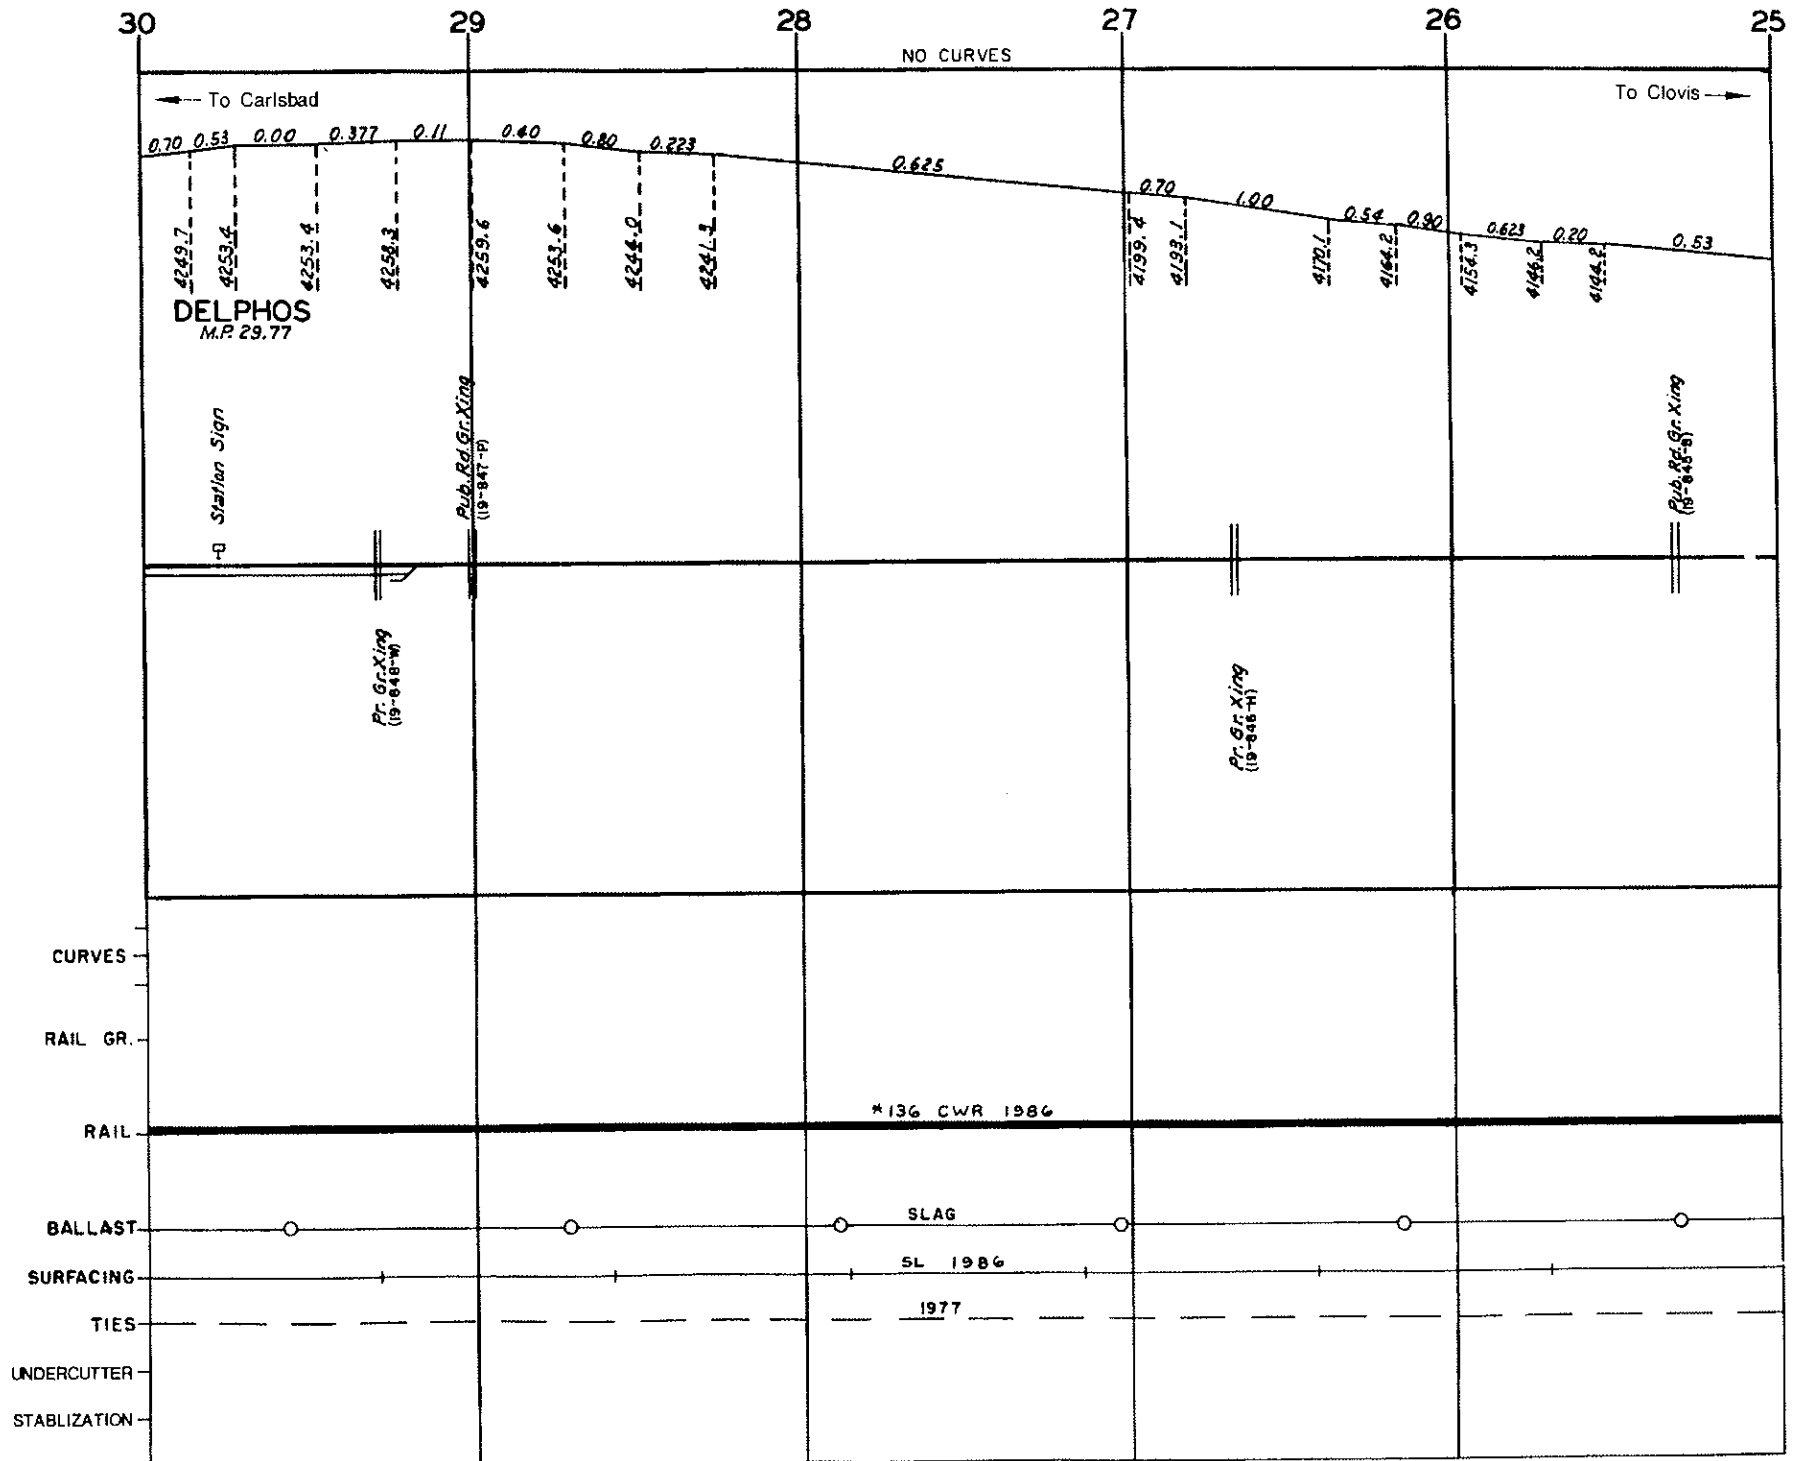 30 29 28 27 26 25
NO CURVES
To Carlsbad
To Clovis
0.70 0.53 0.00 0.377 0.11 0.40 0.80 0.223 0.625 0.70 1.00 0.54 0.90 0.623 0.20 0.53
4249.7
4253.4
4253.4
4258.3
4259.6
4253.6
4244.0
4241.3
4199.4
4193.1
4170.1
4164.2
4154.3
4146.2
4144.2
DELPHOS
M.P. 29.77
Station Sign
Pub. Rd. Gr. Xing
(19-847-P)
Pub. Rd. Gr. Xing
(19-845-B)
Pr. Gr. Xing
(19-848-W)
Pr. Gr. Xing
(19-846-H)
CURVES
RAIL GR.
*136 CWR 1986
RAIL
SLAG
BALLAST
SL 1986
SURFACING
1977
TIES
UNDERCUTTER
STABLIZATION